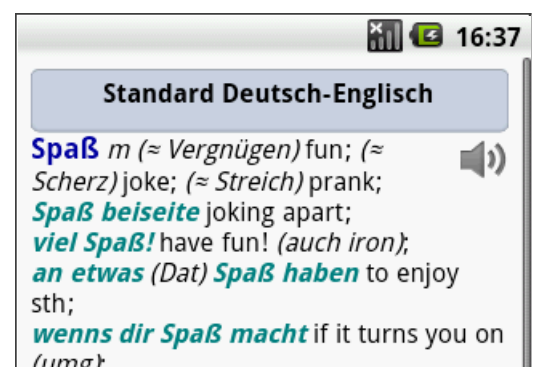 16:37
Standard Deutsch-Englisch
Spaß m (≈ Vergnügen) fun; (≈
Scherz) joke; (≈ Streich) prank;
Spaß beiseite joking apart;
viel Spaß! have fun! (auch iron);
an etwas (Dat) Spaß haben to enjoy
sth;
wenns dir Spaß macht if it turns you on
(umg);